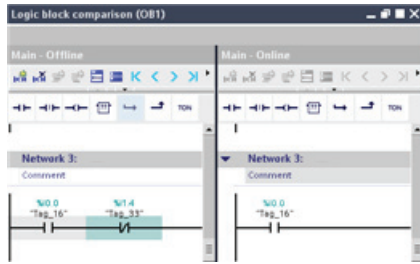 Logic block comparison (OB1)
Main - Offline
Main - Online
TON
TON
Network 3:
Network 3:
Comment
Comment
%I0.0
"Tag_16"
%I1.4
"Tag_33"
%I0.0
"Tag_16"